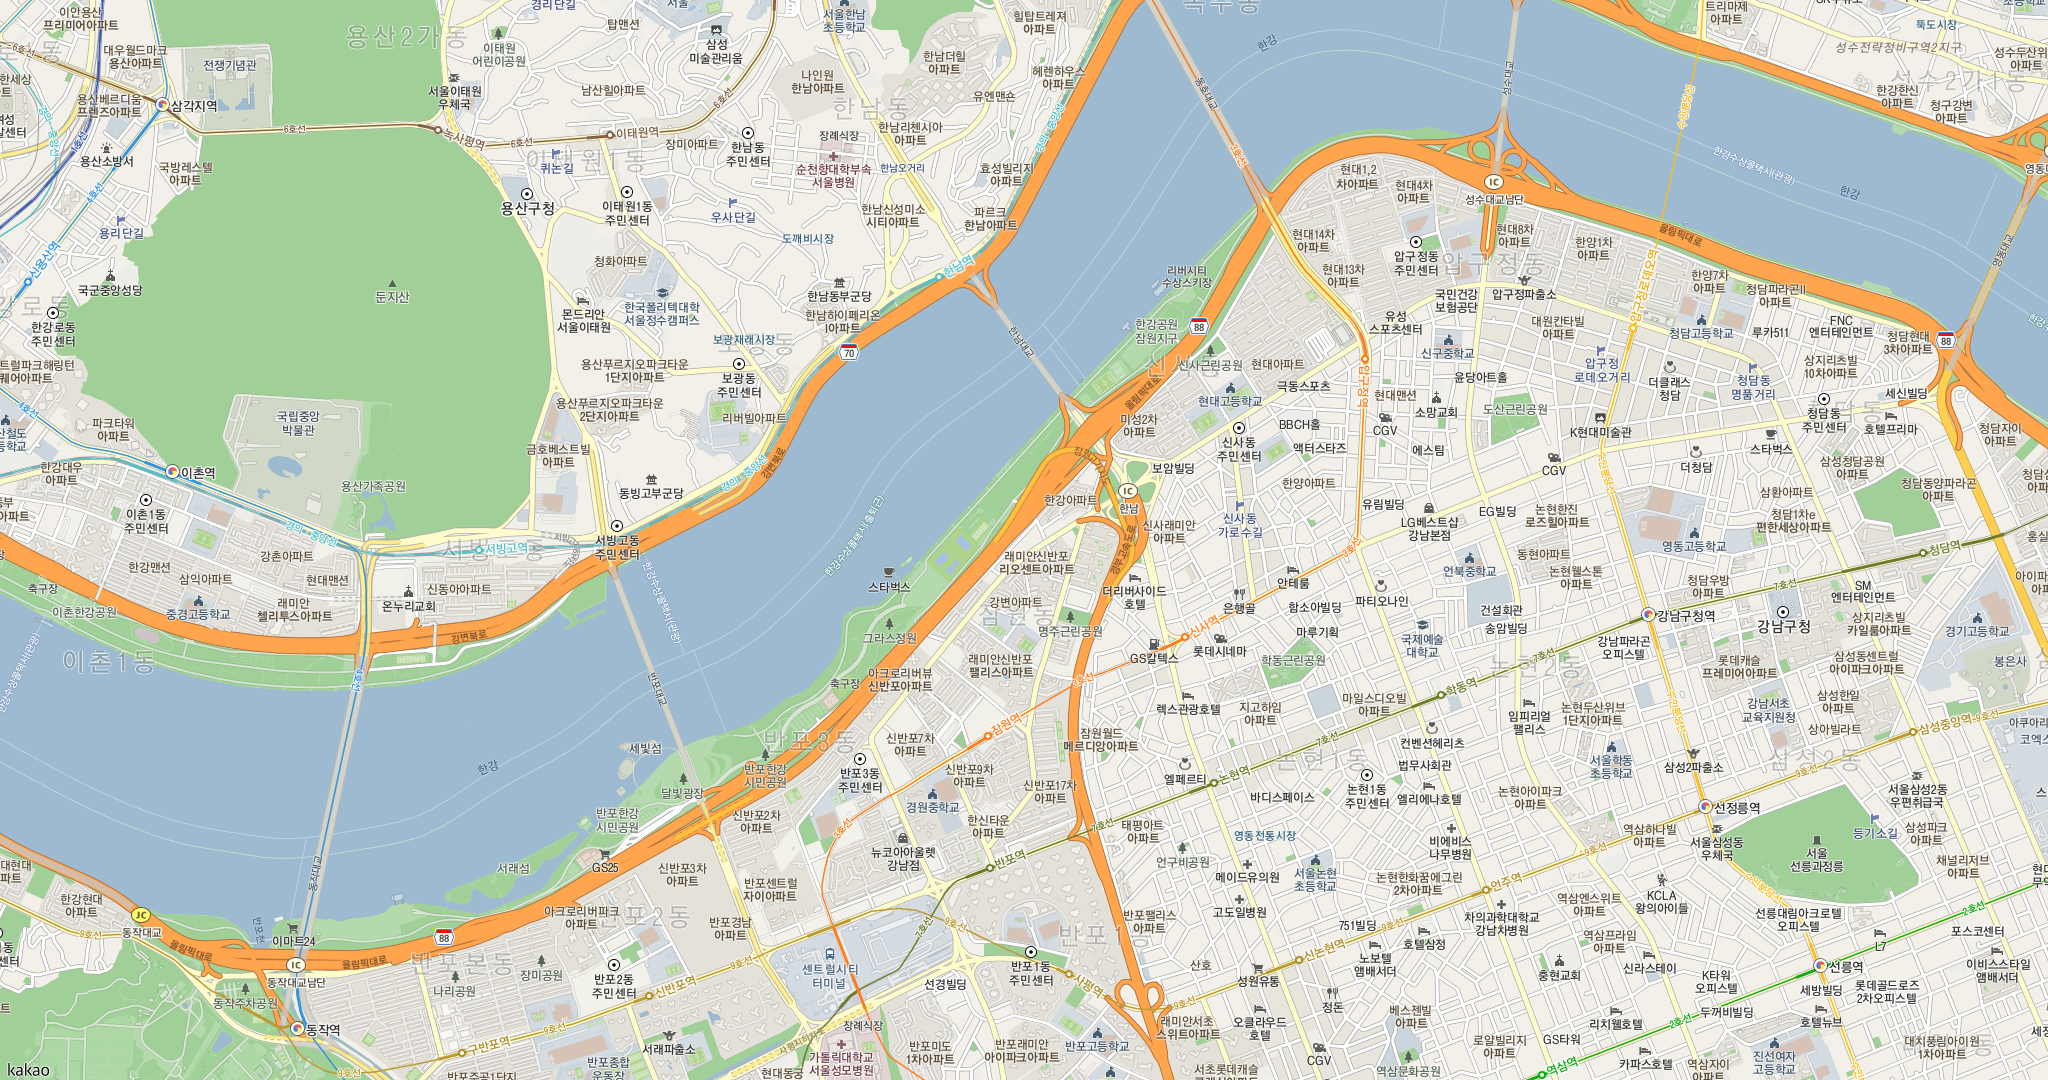 이안용산
프리미어아파트
대우월드마크
용산아파트
전쟁기념관
용산2가동
경리단길
이태원
어린이공원
탑맨션
삼성
미술관리움
서울한남
초등학교
힐탑트레져
아파트
트리마제
아파트
뚝도시장
성수전략정비구역2지구
성수2가1동
한강한신
아파트
청구강변
아파트
6호선
용산베르디움
프렌즈아파트
삼각지역
서울이태원
우체국
남산힐아파트
나인원
한남아파트
한남더힐
아파트
헤렌하우스
아파트
유엔맨숀
한남동
동호대교
성수대교
한강
용산소방서
국방레스텔
아파트
녹사평역
이태원역
이태원1동
장미아파트
한남동
주민센터
장례식장
순천향대학부속
서울병원
한남리첸시아
아파트
한남오거리
효성빌리지
아파트
퀴논길
용산구청
이태원1동
주민센터
우사단길
도깨비시장
한남신성미소
시티아파트
파르크
한남아파트
한남역
현대1,2
차아파트
현대4차
아파트
성수대교남단
현대8차
아파트
현대14차
아파트
압구정동
주민센터
압구정동
현대13차
아파트
한양1차
아파트
올림픽대로
용리단길
신용산역
국군중앙성당
둔지산
한강로동
주민센터
청화아파트
몬드리안
서울이태원
한국폴리텍대학
서울정수캠퍼스
한남동부군당
한남하이페리온
I아파트
보광재래시장
보광동
주민센터
용산푸르지오파크타운
1단지아파트
용산푸르지오파크타운
2단지아파트
리버빌아파트
금호베스트빌
아파트
리버시티
수상스키장
한강공원
잠원지구
신사근린공원
현대아파트
유성
스포츠센터
국민건강
보험공단
압구정파출소
대원칸타빌
아파트
압구정로데오역
한양7차
아파트
청담파라곤II
아파트
청담고등학교
루카511
FNC
엔터테인먼트
청담현대
3차아파트
영동대교
신구중학교
압구정
로데오거리
더클래스
청담
청담동
명품거리
상지리츠빌
10차아파트
세신빌딩
극동스포츠
압구정역
현대맨션
윤당아트홀
현대고등학교
미성2차
아파트
BBCH홀
CGV
소망교회
도산근린공원
K현대미술관
청담동
주민센터
호텔프리마
청담자이
아파트
액터스타즈
에스팀
신사동
주민센터
보암빌딩
한남대교
파크타워
아파트
국립중앙
박물관
이촌역
한강대우
아파트
용산가족공원
이촌1동
주민센터
동빙고부군당
경의중앙선
강변북로
서빙고동
서빙고역
서빙고동
주민센터
한강아파트
한남
신사래미안
아파트
한양아파트
유림빌딩
LG베스트샵
강남본점
신사동
가로수길
EG빌딩
논현한진
로즈힐아파트
CGV
더청담
스타벅스
삼성청담공원
아파트
삼환아파트
청담1차e
편한세상아파트
청담동양파라곤
아파트
영동고등학교
청담역
강촌아파트
한강맨션
삼익아파트
현대맨션
래미안
첼리투스아파트
신동아아파트
온누리교회
중경고등학교
이촌한강공원
축구장
이촌1동
래미안신반포
리오센트아파트
강변아파트
명주근린공원
스타벅스
그라스정원
더리버사이드
호텔
은행골
안테룸
함소아빌딩
파티오나인
마루기획
언북중학교
동현아파트
논현웰스톤
아파트
건설회관
송암빌딩
국제예술
대학교
청담우방
아파트
7호선
SM
엔터테인먼트
강남구청역
강남구청
강남파라곤
오피스텔
상지리츠빌
카일룸아파트
경기고등학교
봉은사
롯데캐슬
프레미어아파트
삼성동센트럴
아이파크아파트
GS칼텍스
신사역
롯데시네마
학동근린공원
논현2동
학동역
축구장
아크로리버뷰
신반포아파트
래미안신반포
팰리스아파트
잠원역
렉스관광호텔
지고하임
아파트
마일스디오빌
아파트
임피리얼
팰리스
논현두산위브
1단지아파트
강남서초
교육지원청
삼성한일
아파트
상아빌라트
삼성중앙역
삼성2동
세빛섬
반포대교
반포3동
반포한강
시민공원
달빛광장
신반포7차
아파트
신반포9차
아파트
반포3동
주민센터
잠원월드
메르디앙아파트
컨벤션헤리츠
법무사회관
서울학동
초등학교
삼성2파출소
엘페르티
논현역
논현1동
논현1동
주민센터
바디스페이스
엘리에나호텔
논현아이파크
아파트
선정릉역
서울삼성2동
우편취급국
등기소길
삼성파크
아파트
경원중학교
신반포17차
아파트
신반포2차
아파트
반포한강
시민공원
한신타운
아파트
태평아트
아파트
영동전통시장
비에비스
나무병원
역삼하나빌
아파트
서울삼성동
우체국
서울
선릉과정릉
채널리저브
아파트
서래섬
GS25
신반포3차
아파트
반포센트럴
자이아파트
뉴코아아울렛
강남점
반포역
언구비공원
메이드유의원
서울논현
초등학교
논현한화꿈에그린
2차아파트
언주역
역삼엔스위트
아파트
KCLA
왕의아이들
선릉대림아크로텔
오피스텔
한강현대
아파트
동작대교
이마트24
동작대교남단
아크로리버파크
아파트
반포2동
반포경남
아파트
고도일병원
반포팰리스
아파트
반포1동
차의과학대학교
강남차병원
751빌딩
호텔삼정
노보텔
앰배서더
신논현역
역삼프라임
아파트
L7
포스코센터
선릉역
반포본동
장미공원
나리공원
반포2동
주민센터
센트럴시티
터미널
선경빌딩
반포1동
주민센터
사평역
산호
성원유통
충현교회
신라스테이
K타워
오피스텔
세방빌딩
롯데골드로즈
2차오피스텔
이비스스타일
앰배서더
동작주차공원
동작역
신반포역
구반포역
9호선
장례식장
서래파출소
가톨릭대학교
서울성모병원
반포종합
운동장
현대동궁
반포미도
1차아파트
반포래미안
아이파크아파트
반포고등학교
래미안서초
스위트아파트
정돈
오클라우드
호텔
CGV
베스젠빌
아파트
역삼문화공원
로얄빌리지
아파트
GS타워
리치웰호텔
카파스호텔
두꺼비빌딩
호텔뉴브
역삼역
역삼자이
아파트
진선여자
고등학교
대치풍림아이원
1차아파트
반포주공1단지
kakao